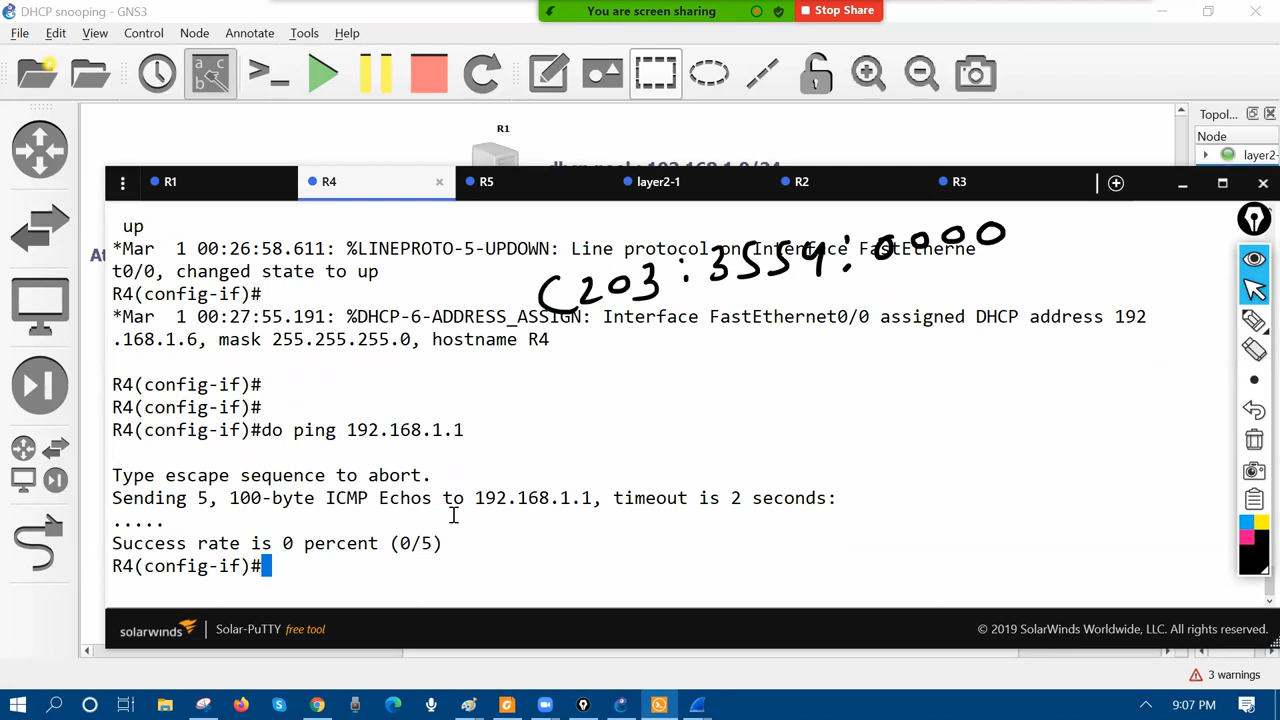 DHCP snooping - GNS3
You are screen sharing
Stop Share
File Edit View Control Node Annotate Tools Help
R1
Topol...
Node
layer2-
R1 R4 R5 layer2-1 R2 R3
At
up
*Mar 1 00:26:58.611: %LINEPROTO-5-UPDOWN: Line protocol on Interface FastEtherne
t0/0, changed state to up
C203:3559:0000
R4(config-if)#
*Mar 1 00:27:55.191: %DHCP-6-ADDRESS_ASSIGN: Interface FastEthernet0/0 assigned DHCP address 192
.168.1.6, mask 255.255.255.0, hostname R4
R4(config-if)#
R4(config-if)#
R4(config-if)#do ping 192.168.1.1
Type escape sequence to abort.
Sending 5, 100-byte ICMP Echos to 192.168.1.1, timeout is 2 seconds:
.....
Success rate is 0 percent (0/5)
R4(config-if)#
solarwinds Solar-PuTTY free tool © 2019 SolarWinds Worldwide, LLC. All rights reserved.
3 warnings
9:07 PM